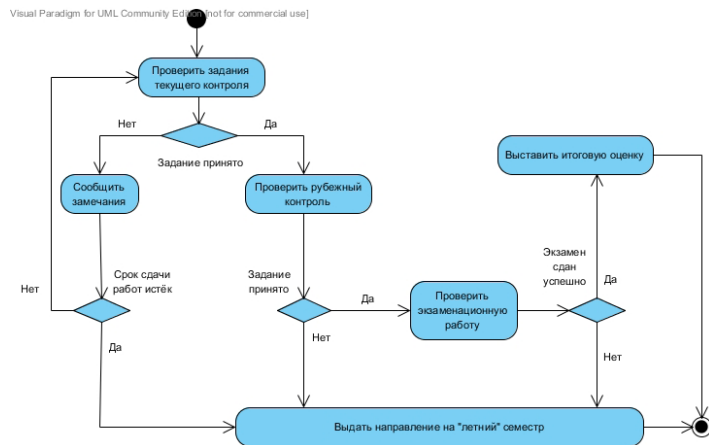 Visual Paradigm for UML Community Edition [not for commercial use]
Проверить задания
текущего контроля
Нет
Да
Задание принято
Выставить итоговую оценку
Сообщить
замечания
Проверить рубежный
контроль
Экзамен
сдан
успешно
Да
Нет
Срок сдачи
работ истёк
Задание
принято
Да
Проверить
экзаменационную
работу
Да
Нет
Нет
Выдать направление на "летний" семестр